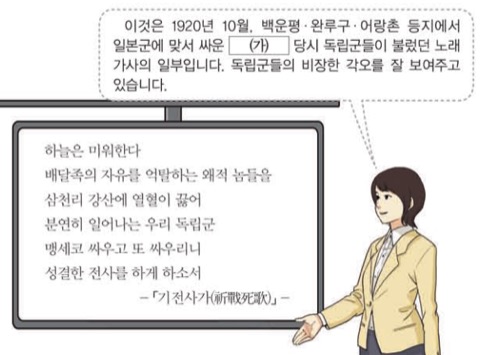 이것은 1920년 10월, 백운평·완루구·어랑촌 등지에서
일본군에 맞서 싸운 (가) 당시 독립군들이 불렀던 노래
가사의 일부입니다. 독립군들의 비장한 각오를 잘 보여주고
있습니다.
하늘은 미워한다
배달족의 자유를 억탈하는 왜적 놈들을
삼천리 강산에 열혈이 끓어
분연히 일어나는 우리 독립군
맹세코 싸우고 또 싸우리니
성결한 전사를 하게 하소서
-「기전사가(祈戰死歌)」-